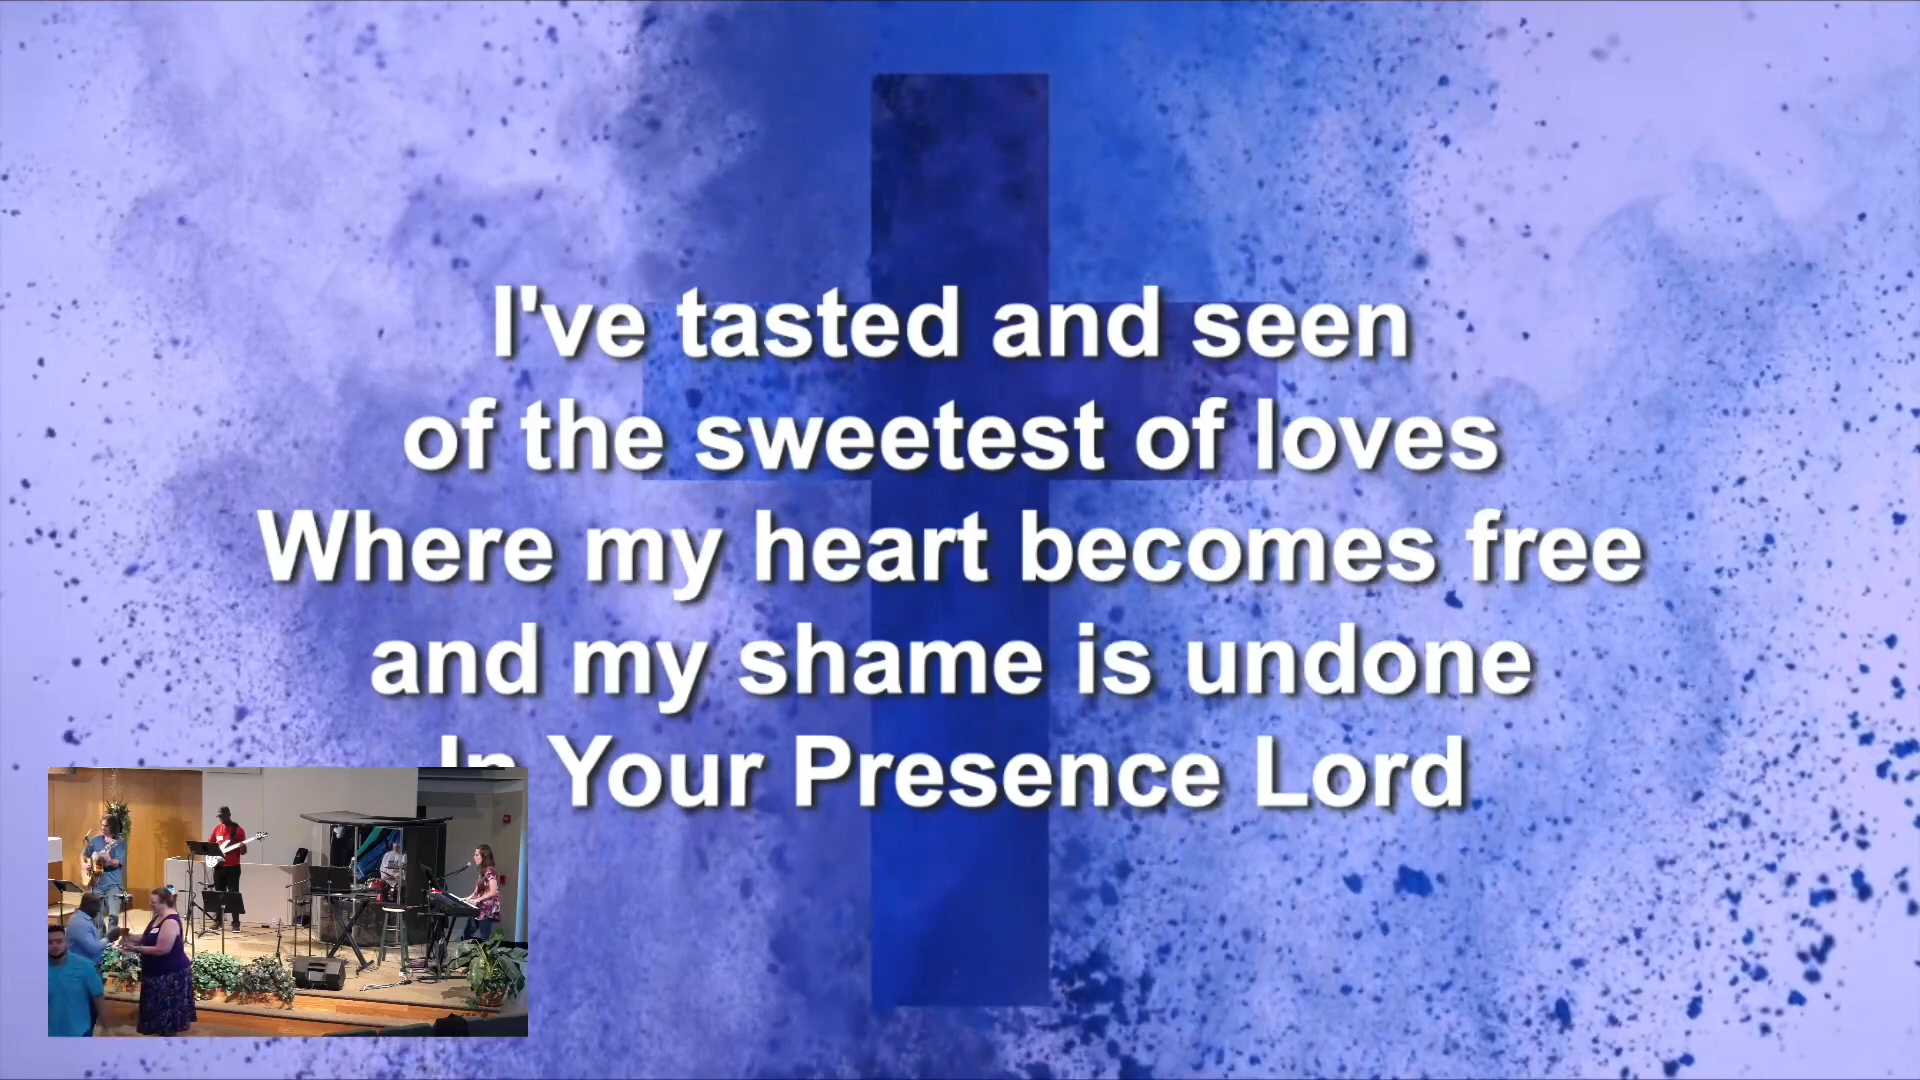 I've tasted and seen
of the sweetest of loves
Where my heart becomes free
and my shame is undone
In Your Presence Lord